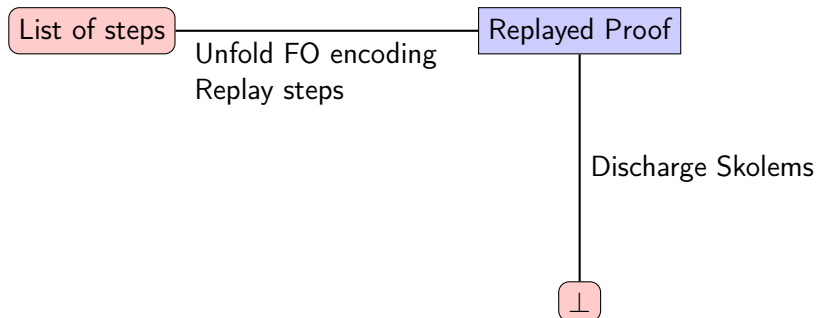 List of steps
Replayed Proof
Unfold FO encoding
Replay steps
Discharge Skolems
⊥